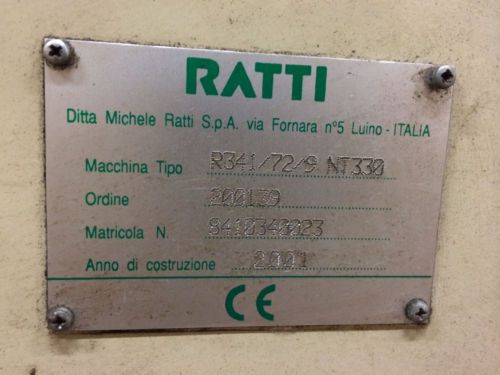 RATTI
Ditta Michele Ratti S.p.A. via Fornara n°5 Luino - ITALIA
Macchina Tipo R341/72/9 NT330
Ordine 200139
Matricola N. 8410340023
Anno di costruzione 2001
CE